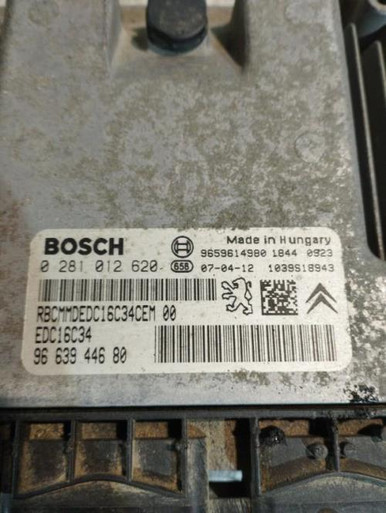 BOSCH
Made in Hungary
9659614980 1844 0923
0 281 012 620 658 07-04-12 1039S18943
RBCMMDEDC16C34CEM 00
EDC16C34
96 639 446 80